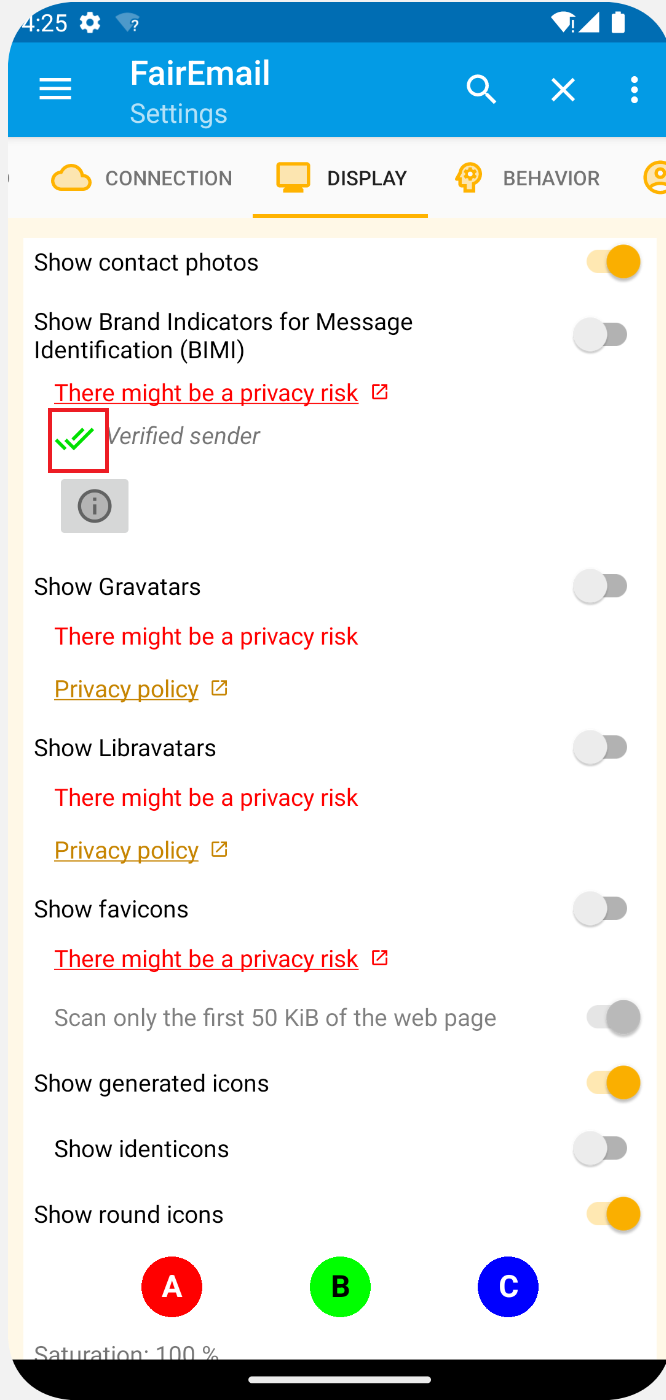 4:25
?
!
FairEmail
Settings
CONNECTION
DISPLAY
BEHAVIOR
Show contact photos
Show Brand Indicators for Message
Identification (BIMI)
There might be a privacy risk
Verified sender
Show Gravatars
There might be a privacy risk
Privacy policy
Show Libravatars
There might be a privacy risk
Privacy policy
Show favicons
There might be a privacy risk
Scan only the first 50 KiB of the web page
Show generated icons
Show identicons
Show round icons
A B C
Saturation: 100 %